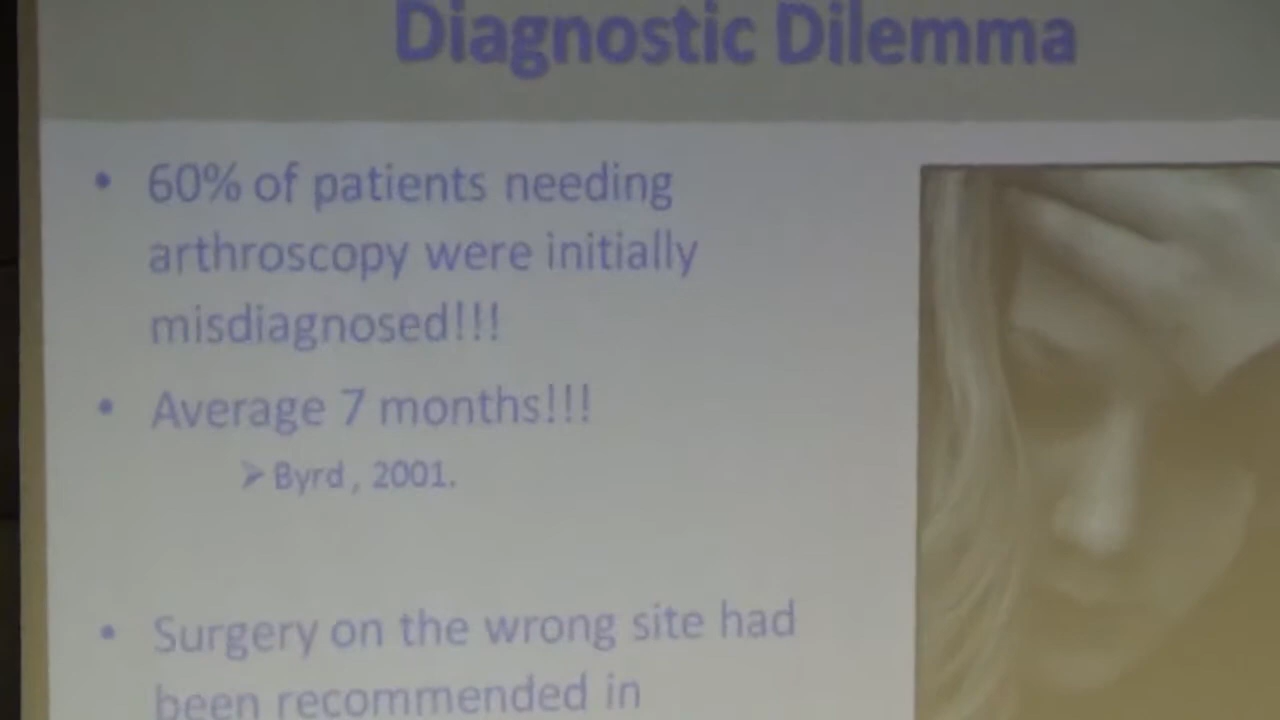 Diagnostic Dilemma
• 60% of patients needing
arthroscopy were initially
misdiagnosed!!!
• Average 7 months!!!
➢ Byrd , 2001.
• Surgery on the wrong site had
been recommended in